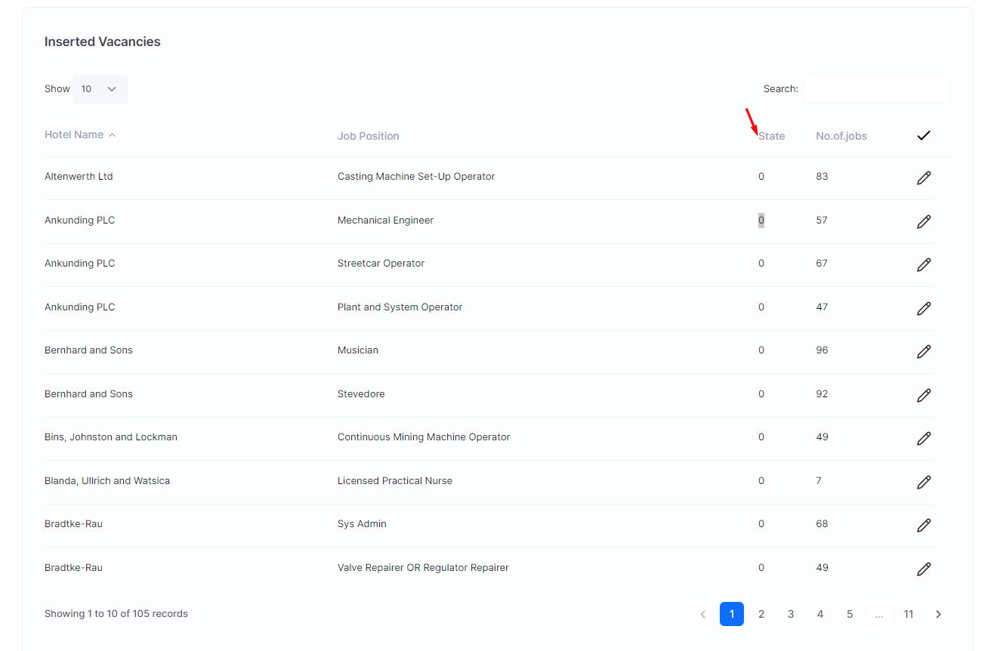 Inserted Vacancies
Show 10 Search:
Hotel Name Job Position State No.of.jobs
Altenwerth Ltd Casting Machine Set-Up Operator 0 83
Ankunding PLC Mechanical Engineer 0 57
Ankunding PLC Streetcar Operator 0 67
Ankunding PLC Plant and System Operator 0 47
Bernhard and Sons Musician 0 96
Bernhard and Sons Stevedore 0 92
Bins, Johnston and Lockman Continuous Mining Machine Operator 0 49
Blanda, Ullrich and Watsica Licensed Practical Nurse 0 7
Bradtke-Rau Sys Admin 0 68
Bradtke-Rau Valve Repairer OR Regulator Repairer 0 49
Showing 1 to 10 of 105 records 1 2 3 4 5 ... 11